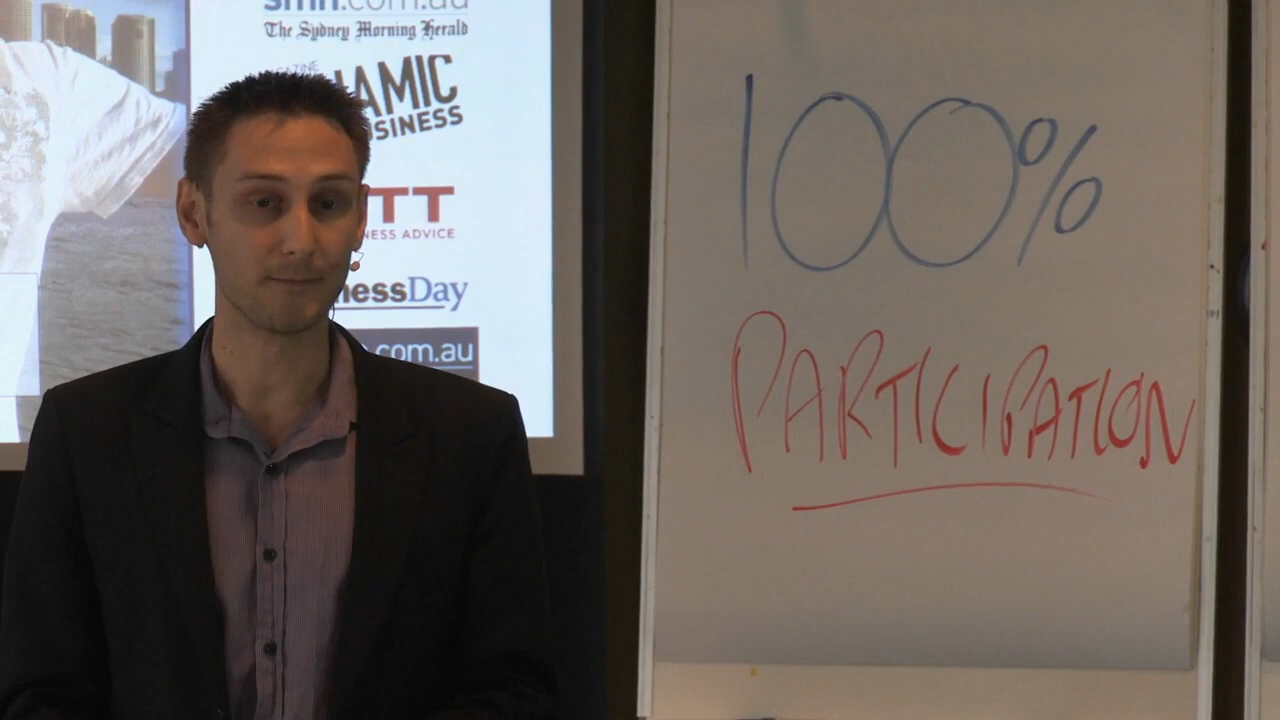 smh.com.au
The Sydney Morning Herald
AMIC
SINESS
TT
NESS ADVICE
nessDay
.com.au
100%
PARTICIPATION